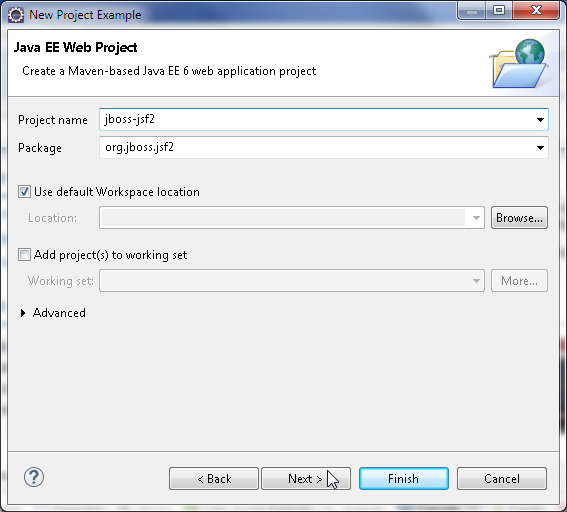 New Project Example
Java EE Web Project
Create a Maven-based Java EE 6 web application project
Project name jboss-jsf2
Package org.jboss.jsf2
Use default Workspace location
Location: Browse...
Add project(s) to working set
Working set: More...
Advanced
? < Back Next > Finish Cancel